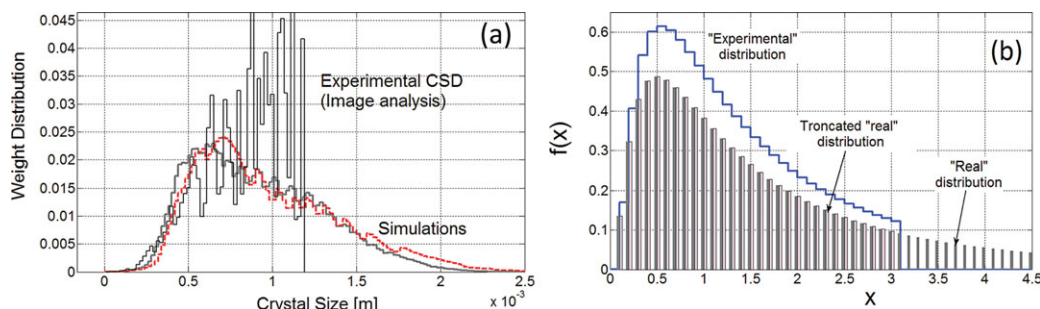 (a)
Weight Distribution
0.045
0.04
0.035
0.03
0.025
0.02
0.015
0.01
0.005
0
Experimental CSD
(Image analysis)
Simulations
0
0.5
1
1.5
2
2.5
x 10⁻³
Crystal Size [m]
(b)
f(x)
0.6
0.5
0.4
0.3
0.2
0.1
0
"Experimental"
distribution
Troncated "real"
distribution
"Real"
distribution
0
0.5
1
1.5
2
2.5
3
3.5
4
4.5
x